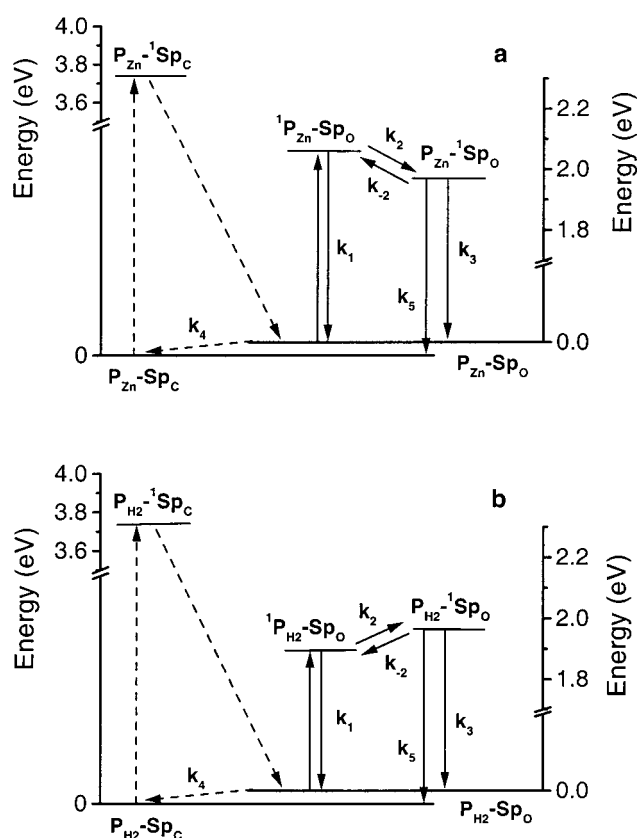 a
Energy (eV)
4.0
3.8
3.6
0
P_Zn-¹Sp_C
¹P_Zn-Sp_O
k_2
k_-2
P_Zn-¹Sp_O
k_1
k_5
k_3
k_4
P_Zn-Sp_C
P_Zn-Sp_O
2.2
2.0
1.8
0.0
Energy (eV)
b
Energy (eV)
4.0
3.8
3.6
0
P_H2-¹Sp_C
¹P_H2-Sp_O
k_2
k_-2
P_H2-¹Sp_O
k_1
k_5
k_3
k_4
P_H2-Sp_C
P_H2-Sp_O
2.2
2.0
1.8
0.0
Energy (eV)